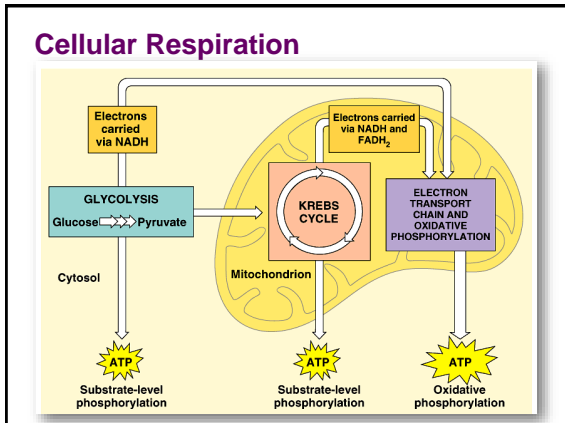 Cellular Respiration
Electrons
carried
via NADH
Electrons carried
via NADH and
FADH₂
GLYCOLYSIS
Glucose Pyruvate
KREBS
CYCLE
ELECTRON
TRANSPORT
CHAIN AND
OXIDATIVE
PHOSPHORYLATION
Cytosol
Mitochondrion
ATP
Substrate-level
phosphorylation
ATP
Substrate-level
phosphorylation
ATP
Oxidative
phosphorylation